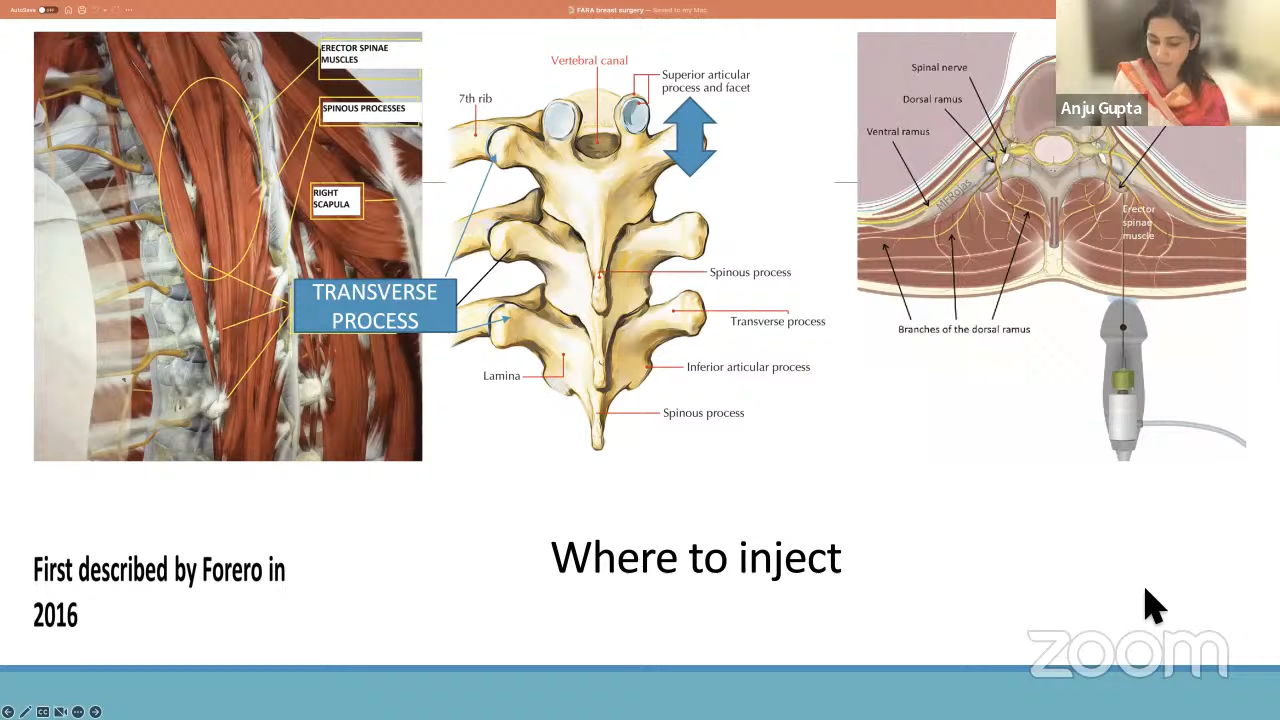 AutoSave
OFF
FARA breast surgery — Saved to my Mac
ERECTOR SPINAE
MUSCLES
SPINOUS PROCESSES
RIGHT
SCAPULA
TRANSVERSE
PROCESS
Vertebral canal
Superior articular
process and facet
7th rib
Spinous process
Transverse process
Inferior articular process
Lamina
Spinous process
Spinal nerve
Dorsal ramus
Ventral ramus
MFRojas
Erector
spinae
muscle
Branches of the dorsal ramus
Anju Gupta
First described by Forero in
2016
Where to inject
zoom
CC